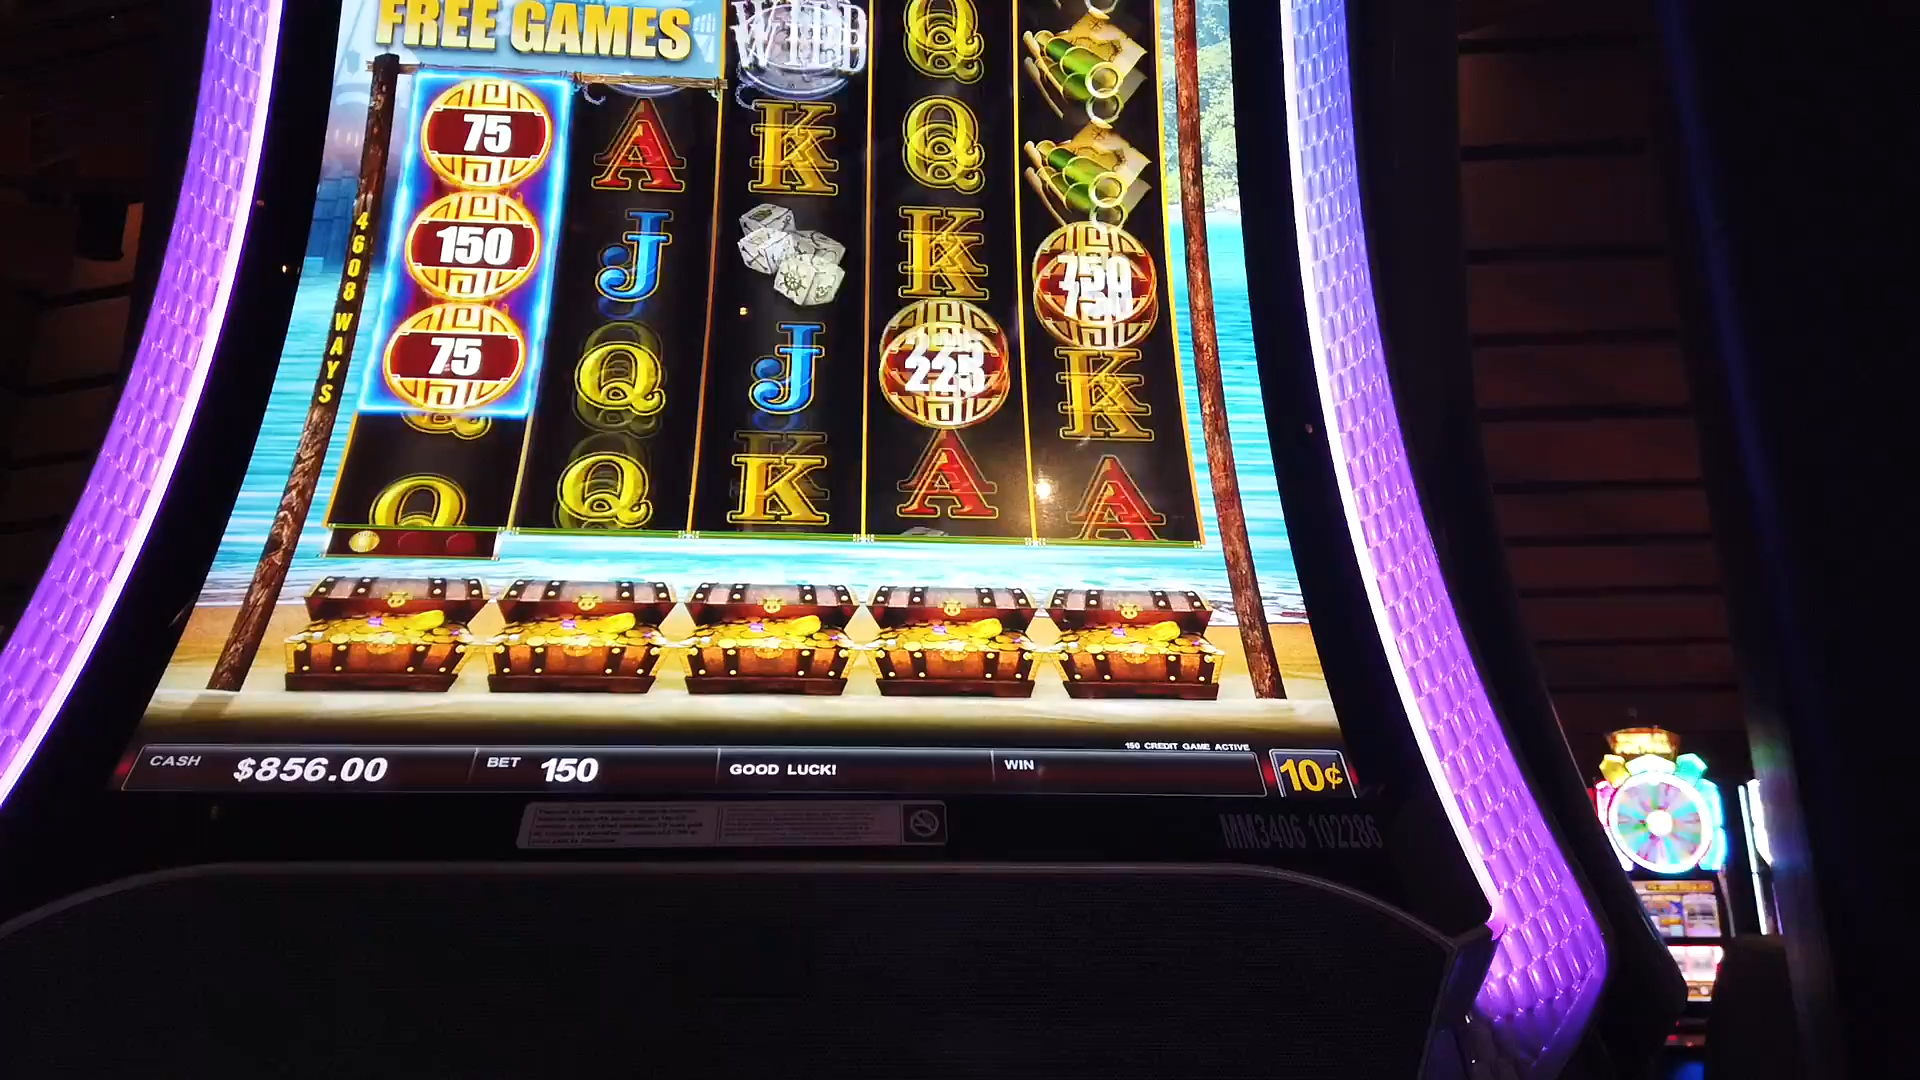 FREE GAMES
WILD
Q
75
A
K
Q
150
J
K
750
4608 WAYS
75
Q
J
225
K
Q
Q
K
A
A
150 CREDIT GAME ACTIVE
CASH $856.00 BET 150 GOOD LUCK! WIN 10¢
MM3406 102286